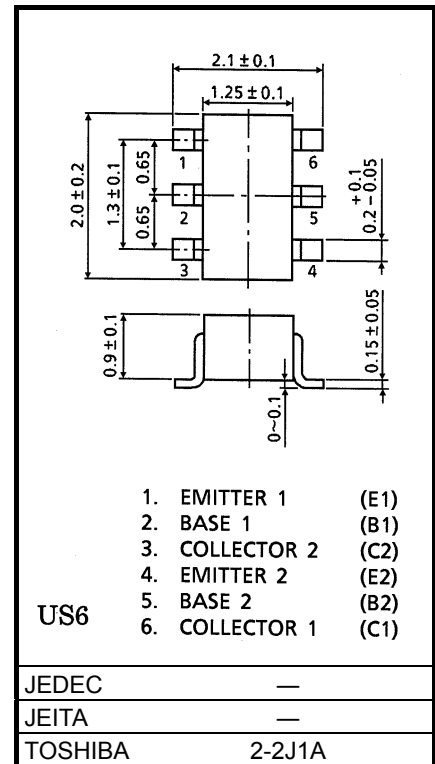 2.1±0.1
1.25±0.1
2.0±0.2
1.3±0.1
0.65
0.65
1
2
3
6
5
4
+0.1
0.2-0.05
0.9±0.1
0.15±0.05
0~0.1
1. EMITTER 1 (E1)
2. BASE 1 (B1)
3. COLLECTOR 2 (C2)
4. EMITTER 2 (E2)
5. BASE 2 (B2)
6. COLLECTOR 1 (C1)
US6
JEDEC —
JEITA —
TOSHIBA 2-2J1A